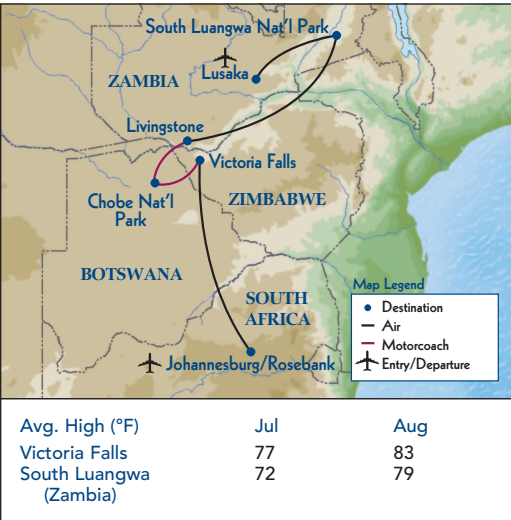 South Luangwa Nat'l Park
Lusaka
ZAMBIA
Livingstone
Victoria Falls
Chobe Nat'l
Park
ZIMBABWE
BOTSWANA
SOUTH
AFRICA
Johannesburg/Rosebank
Map Legend
Destination
Air
Motorcoach
Entry/Departure
Avg. High (°F) Jul Aug
Victoria Falls 77 83
South Luangwa 72 79
(Zambia)